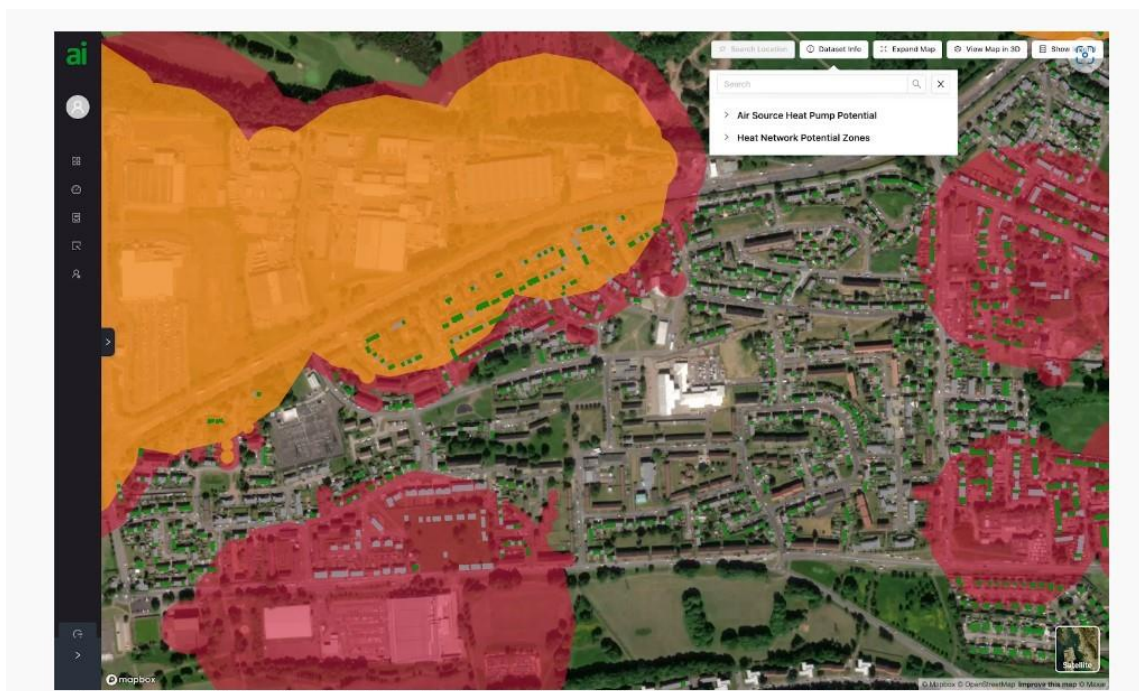 ai
Search Location
Dataset Info
Expand Map
View Map in 3D
Show
Search
Air Source Heat Pump Potential
Heat Network Potential Zones
Satellite
mapbox
© Mapbox © OpenStreetMap Improve this map © Maxar